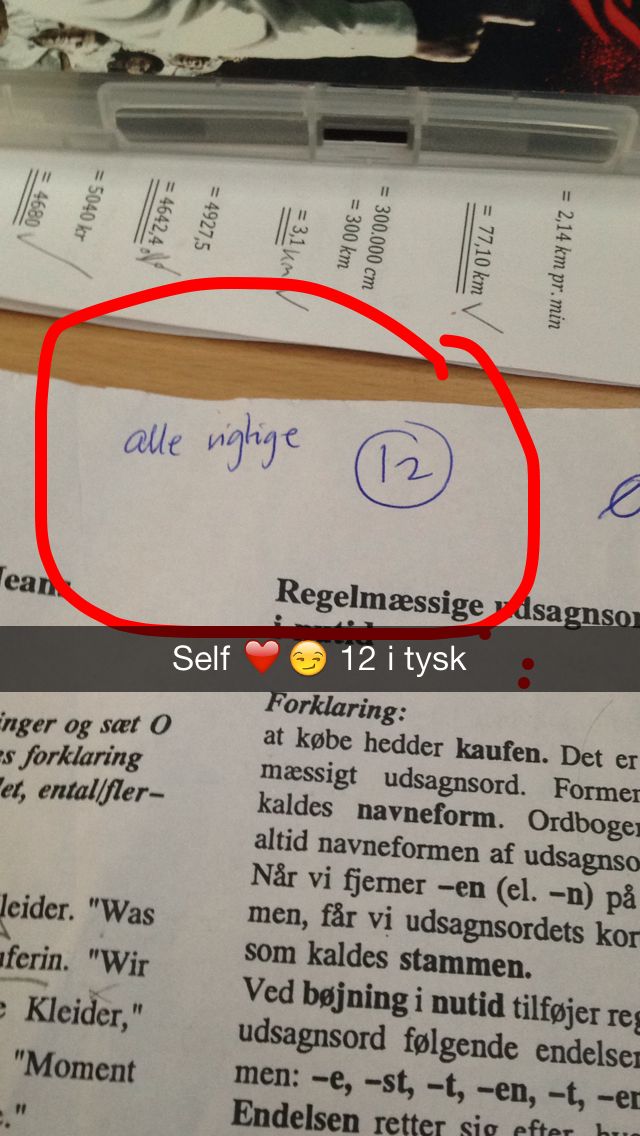 = 2,14 km pr. min
= 77,10 km
= 300.000 cm
= 300 km
= 3,1 km
= 4927,5
= 4642,4
= 5040 kr
= 4680
alle rigtige 12
Jeans
Regelmæssige udsagnsor
i nutid
Self ❤️😏 12 i tysk
Forklaring:
at købe hedder kaufen. Det er
mæssigt udsagnsord. Former
kaldes navneform. Ordboger
altid navneformen af udsagnso
Når vi fjerner –en (el. –n) på
men, får vi udsagnsordets kor
som kaldes stammen.
Ved bøjning i nutid tilføjer reg
udsagnsord følgende endelser
men: –e, –st, –t, –en, –t, –en
Endelsen retter sig efter
inger og sæt O
es forklaring
det, ental/fler–
leider. "Was
uferin. "Wir
e Kleider,"
"Moment
e."